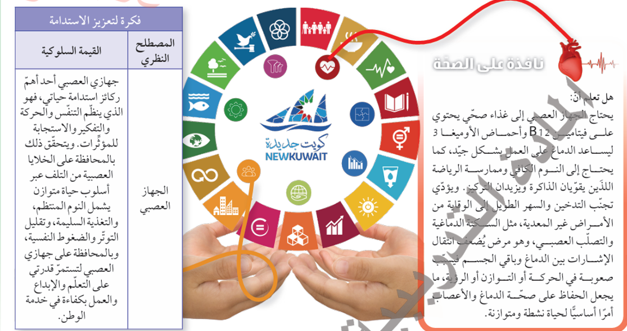 نافذة على الصحّة
هل تعلم أن:
يحتاج الجهاز العصبي إلى غذاء صحّي يحتوي
على فيتامين B12 وأحماض الأوميغا 3
ليساعد الدماغ على العمل بشكل جيّد، كما
يحتاج إلى النوم الكافي وممارسة الرياضة
اللذين يقوّيان الذاكرة ويزيدان التركيز. ويؤدّي
تجنّب التدخين والسهر الطويل إلى الوقاية من
الأمراض غير المعدية، مثل السكتة الدماغية
والتصلّب العصبي، وهو مرض يُضعف انتقال
الإشارات بين الدماغ وباقي الجسم
صعوبة في الحركة أو التوازن أو الرؤية، ما
يجعل الحفاظ على صحّة الدماغ والأعصاب
أمرًا أساسيًّا لحياة نشطة ومتوازنة.
كويت جديدة
NEWKUWAIT
فكرة لتعزيز الاستدامة
المصطلح النظري
القيمة السلوكية
الجهاز العصبي
جهازي العصبي أحد أهمّ
ركائز استدامة حياتي، فهو
الذي ينظّم التنفّس والحركة
والتفكير والاستجابة
للمؤثّرات. ويتحقّق ذلك
بالمحافظة على الخلايا
العصبية من التلف عبر
أسلوب حياة متوازن
يشمل النوم المنتظم،
والتغذية السليمة، وتقليل
التوتّر والضغوط النفسية،
وبالمحافظة على جهازي
العصبي لتستمرّ قدرتي
على التعلّم والإبداع
والعمل بكفاءة في خدمة
الوطن.